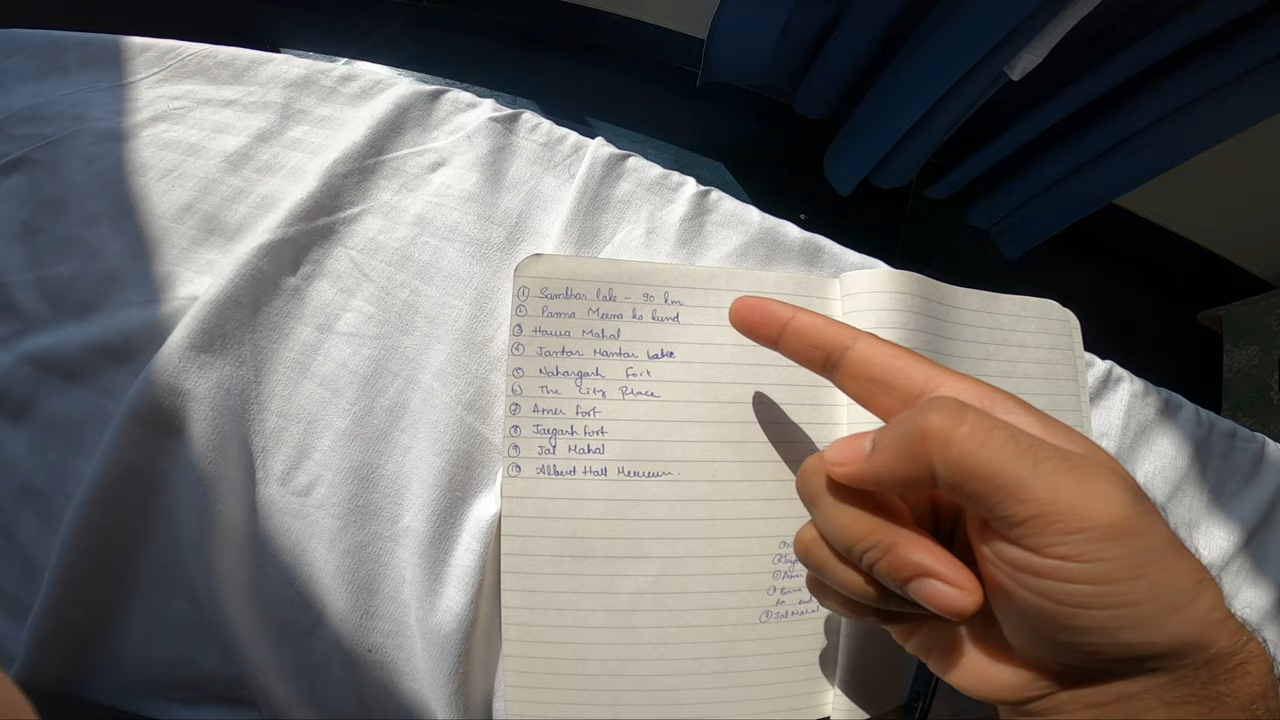 ① Sambhar lake - 90 km
② Panna Meena ka kund
③ Hawa Mahal
④ Jantar Mantar
⑤ Nahargarh Fort
⑥ The City Place
⑦ Amer Fort
⑧ Jaigarh Fort
⑨ Jal Mahal
⑩ Albert Hall Museum.
Amer
Panna
Jal Mahal